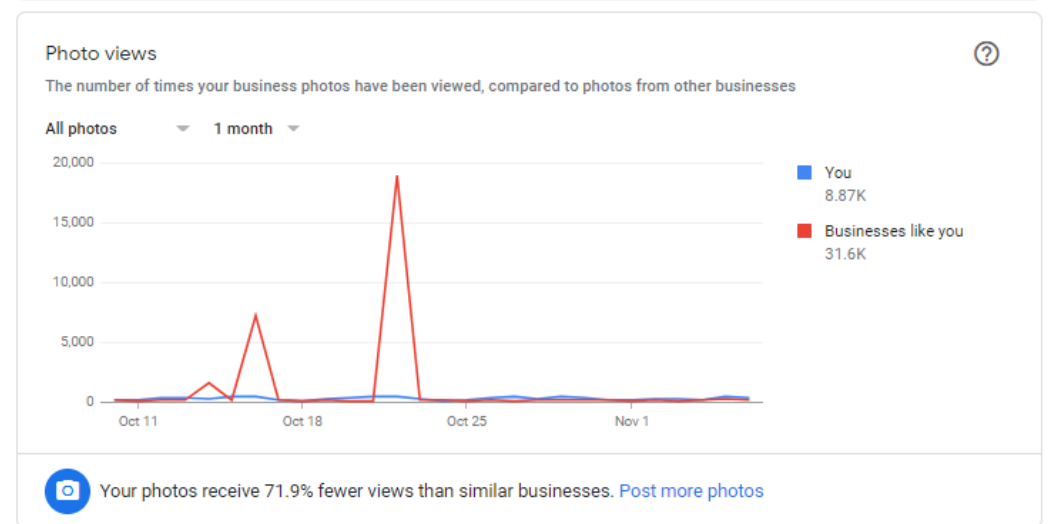 Photo views
The number of times your business photos have been viewed, compared to photos from other businesses
All photos 1 month
20,000
15,000
10,000
5,000
0
Oct 11 Oct 18 Oct 25 Nov 1
You
8.87K
Businesses like you
31.6K
Your photos receive 71.9% fewer views than similar businesses. Post more photos